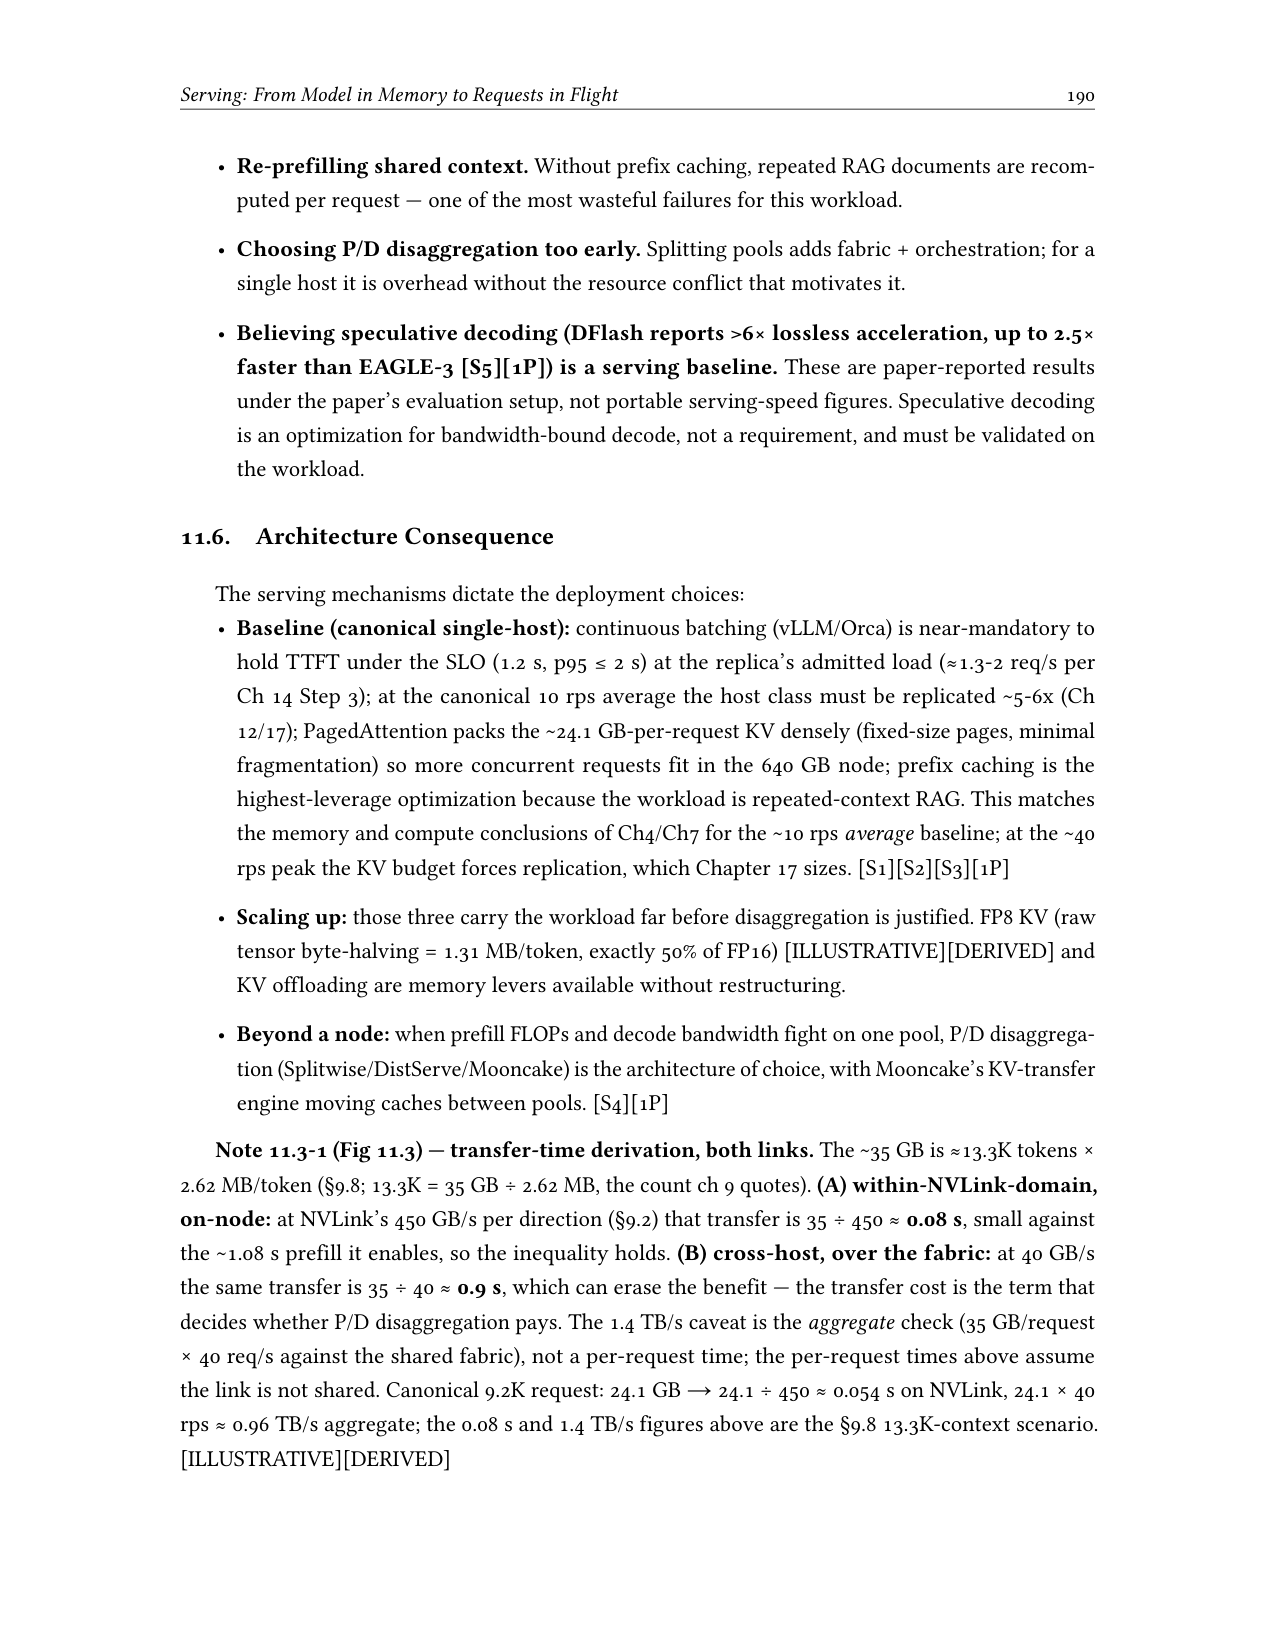 Serving: From Model in Memory to Requests in Flight 190
• Re-prefilling shared context. Without prefix caching, repeated RAG documents are recom-
puted per request — one of the most wasteful failures for this workload.
• Choosing P/D disaggregation too early. Splitting pools adds fabric + orchestration; for a
single host it is overhead without the resource conflict that motivates it.
• Believing speculative decoding (DFlash reports >6× lossless acceleration, up to 2.5×
faster than EAGLE-3 [S5][1P]) is a serving baseline. These are paper-reported results
under the paper’s evaluation setup, not portable serving-speed figures. Speculative decoding
is an optimization for bandwidth-bound decode, not a requirement, and must be validated on
the workload.
11.6. Architecture Consequence
The serving mechanisms dictate the deployment choices:
• Baseline (canonical single-host): continuous batching (vLLM/Orca) is near-mandatory to
hold TTFT under the SLO (1.2 s, p95 ≤ 2 s) at the replica’s admitted load (≈1.3-2 req/s per
Ch 14 Step 3); at the canonical 10 rps average the host class must be replicated ~5-6x (Ch
12/17); PagedAttention packs the ~24.1 GB-per-request KV densely (fixed-size pages, minimal
fragmentation) so more concurrent requests fit in the 640 GB node; prefix caching is the
highest-leverage optimization because the workload is repeated-context RAG. This matches
the memory and compute conclusions of Ch4/Ch7 for the ~10 rps average baseline; at the ~40
rps peak the KV budget forces replication, which Chapter 17 sizes. [S1][S2][S3][1P]
• Scaling up: those three carry the workload far before disaggregation is justified. FP8 KV (raw
tensor byte-halving = 1.31 MB/token, exactly 50% of FP16) [ILLUSTRATIVE][DERIVED] and
KV offloading are memory levers available without restructuring.
• Beyond a node: when prefill FLOPs and decode bandwidth fight on one pool, P/D disaggrega-
tion (Splitwise/DistServe/Mooncake) is the architecture of choice, with Mooncake’s KV-transfer
engine moving caches between pools. [S4][1P]
Note 11.3-1 (Fig 11.3) — transfer-time derivation, both links. The ~35 GB is ≈13.3K tokens ×
2.62 MB/token (§9.8; 13.3K = 35 GB ÷ 2.62 MB, the count ch 9 quotes). (A) within-NVLink-domain,
on-node: at NVLink’s 450 GB/s per direction (§9.2) that transfer is 35 ÷ 450 ≈ 0.08 s, small against
the ~1.08 s prefill it enables, so the inequality holds. (B) cross-host, over the fabric: at 40 GB/s
the same transfer is 35 ÷ 40 ≈ 0.9 s, which can erase the benefit — the transfer cost is the term that
decides whether P/D disaggregation pays. The 1.4 TB/s caveat is the aggregate check (35 GB/request
× 40 req/s against the shared fabric), not a per-request time; the per-request times above assume
the link is not shared. Canonical 9.2K request: 24.1 GB → 24.1 ÷ 450 ≈ 0.054 s on NVLink, 24.1 × 40
rps ≈ 0.96 TB/s aggregate; the 0.08 s and 1.4 TB/s figures above are the §9.8 13.3K-context scenario.
[ILLUSTRATIVE][DERIVED]